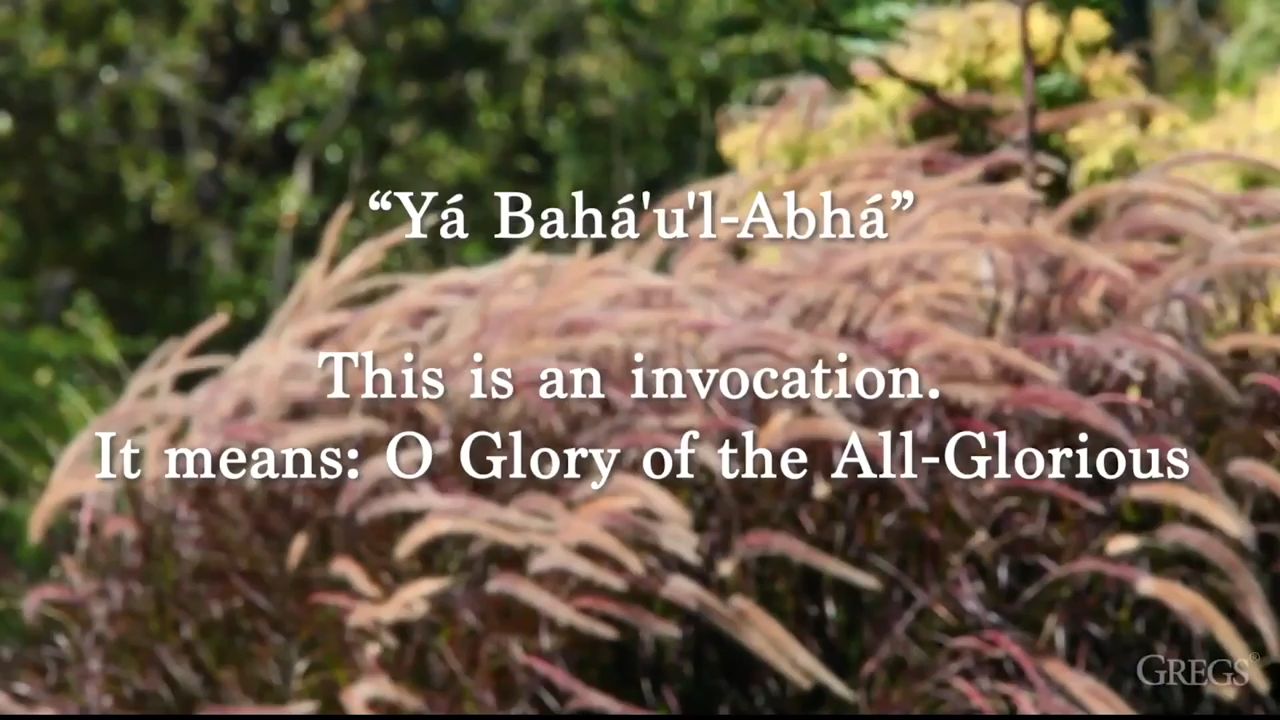 “Yá Bahá'u'l-Abhá”
This is an invocation.
It means: O Glory of the All-Glorious
GREGS©